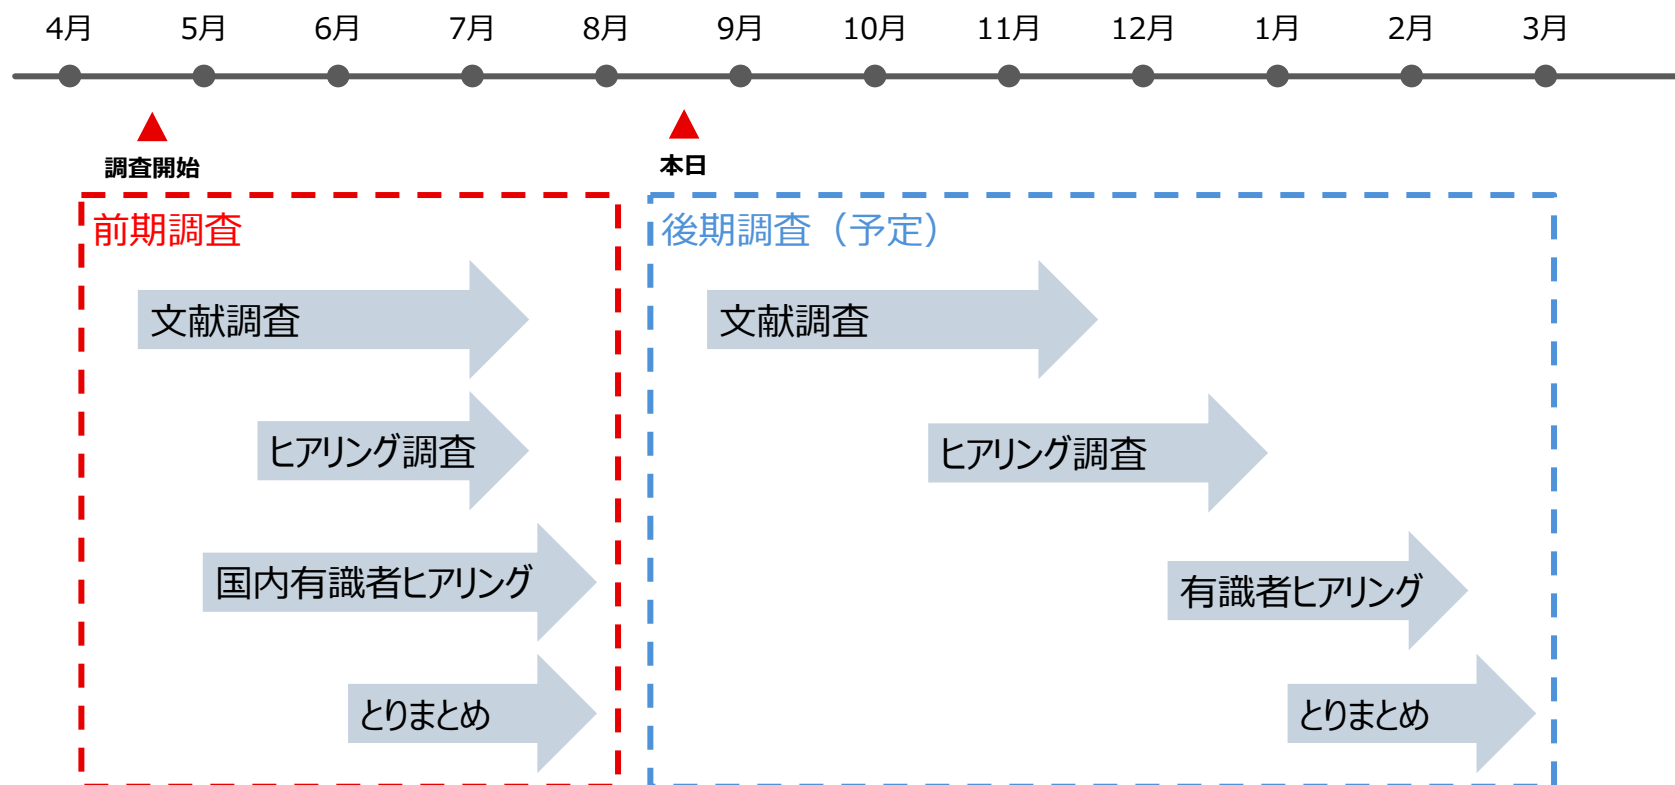 4月 5月 6月 7月 8月 9月 10月 11月 12月 1月 2月 3月
調査開始
本日
前期調査
文献調査
ヒアリング調査
国内有識者ヒアリング
とりまとめ
後期調査（予定）
文献調査
ヒアリング調査
有識者ヒアリング
とりまとめ